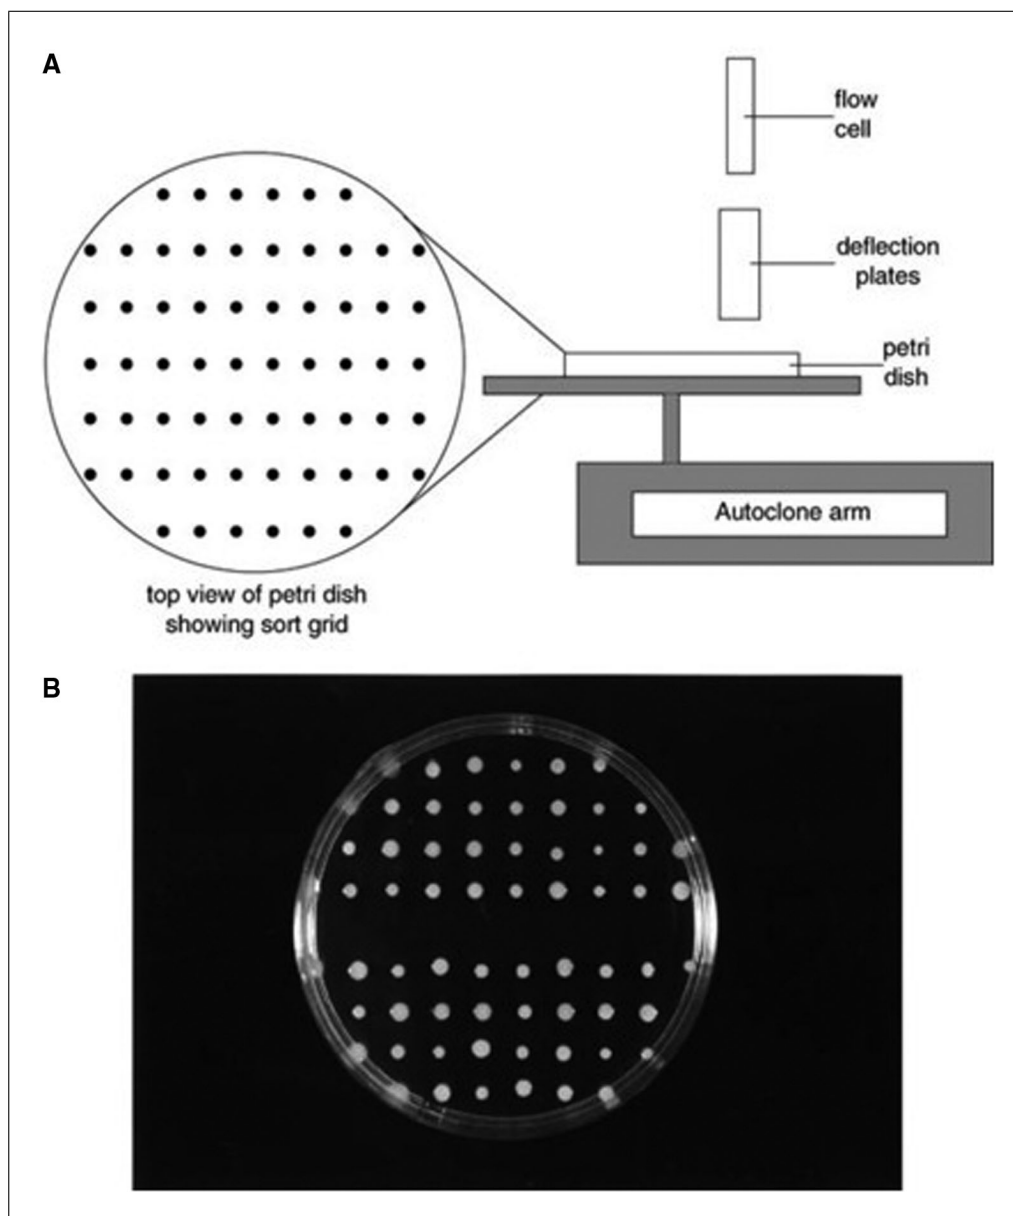 A
flow
cell
deflection
plates
petri
dish
Autoclone arm
top view of petri dish
showing sort grid
B